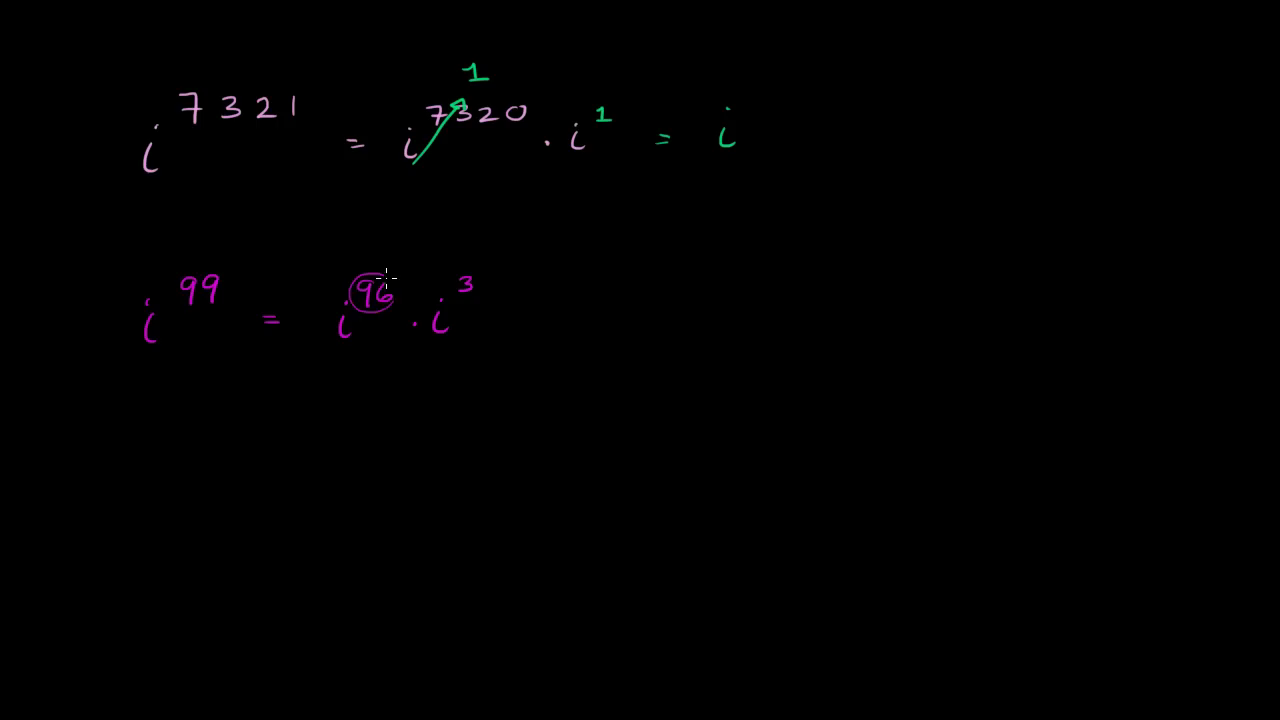 i^7321 = i^7320 1 · i^1 = i
i^99 = i^96 · i^3